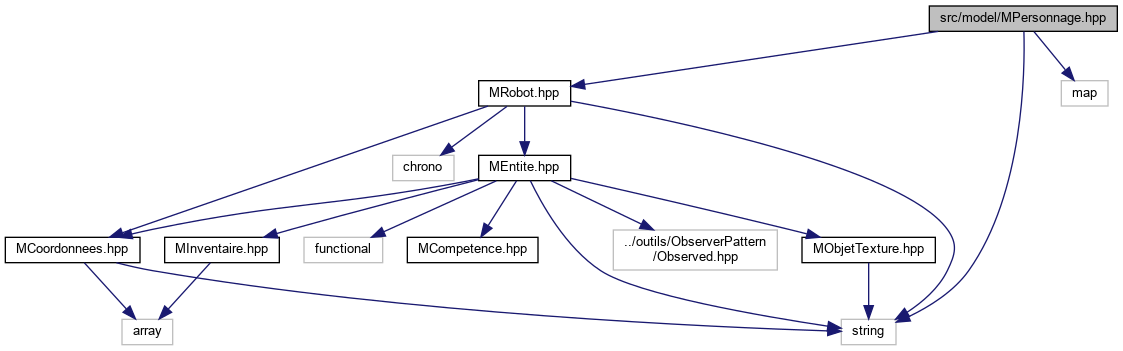 src/model/MPersonnage.hpp
MRobot.hpp
map
chrono
MEntite.hpp
MCoordonnees.hpp
MInventaire.hpp
functional
MCompetence.hpp
../outils/ObserverPattern
/Observed.hpp
MObjetTexture.hpp
array
string